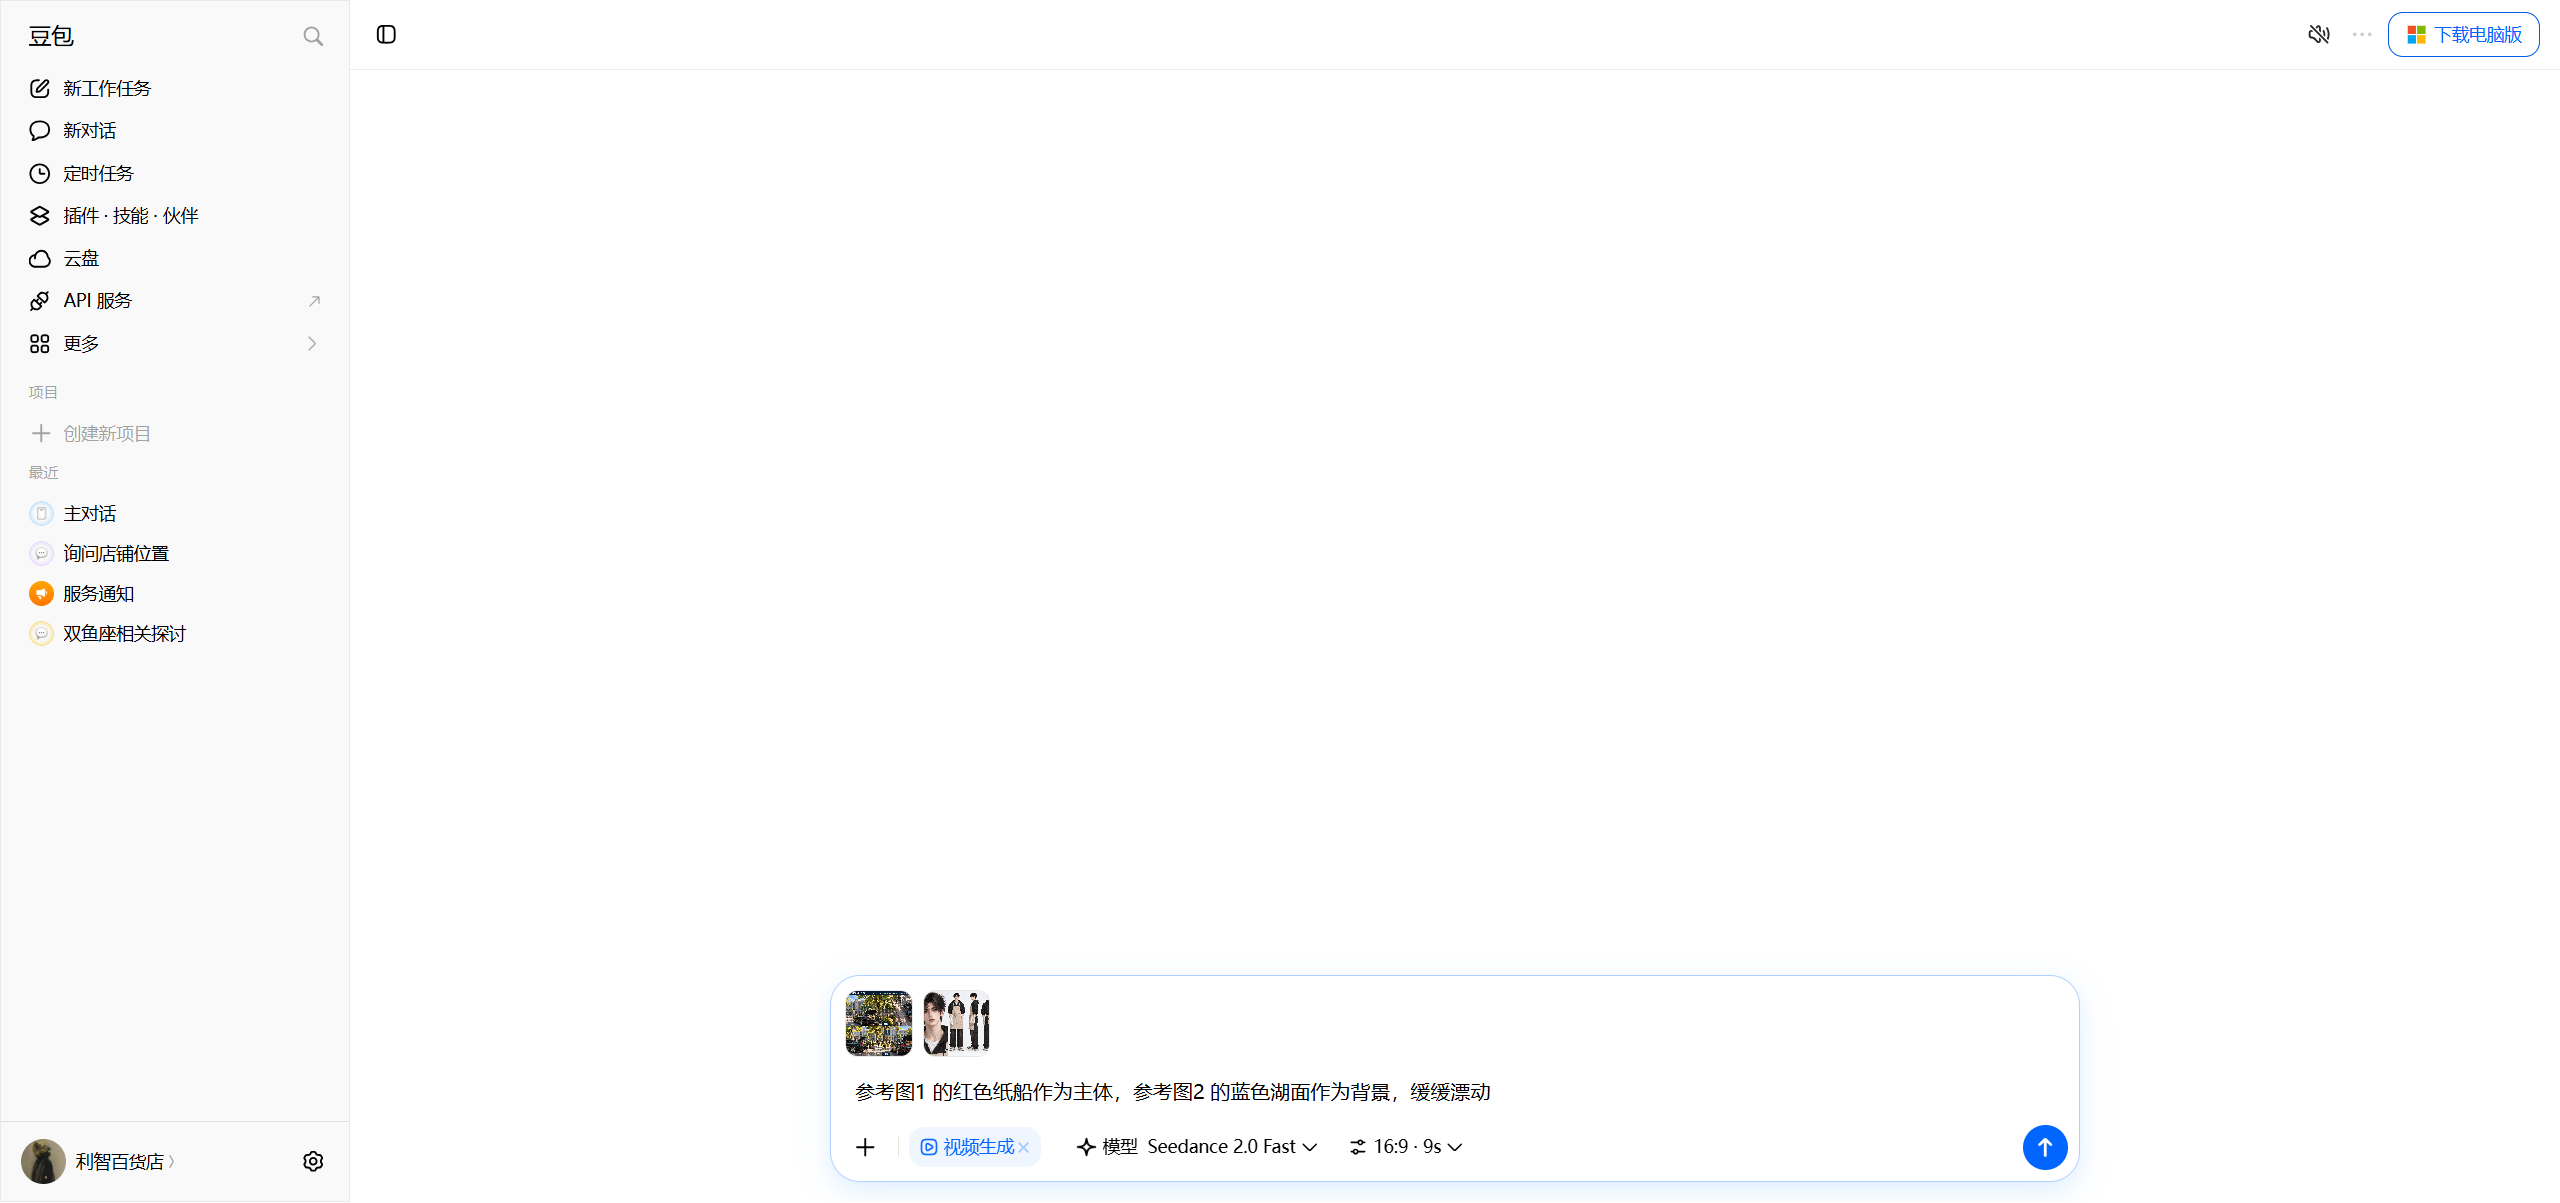 豆包
新工作任务
新对话
定时任务
插件 · 技能 · 伙伴
云盘
API 服务
更多
项目
创建新项目
最近
主对话
询问店铺位置
服务通知
双鱼座相关探讨
利智百货店
下载电脑版
参考图1 的红色纸船作为主体，参考图2 的蓝色湖面作为背景，缓缓漂动
视频生成
模型 Seedance 2.0 Fast
16:9 · 9s